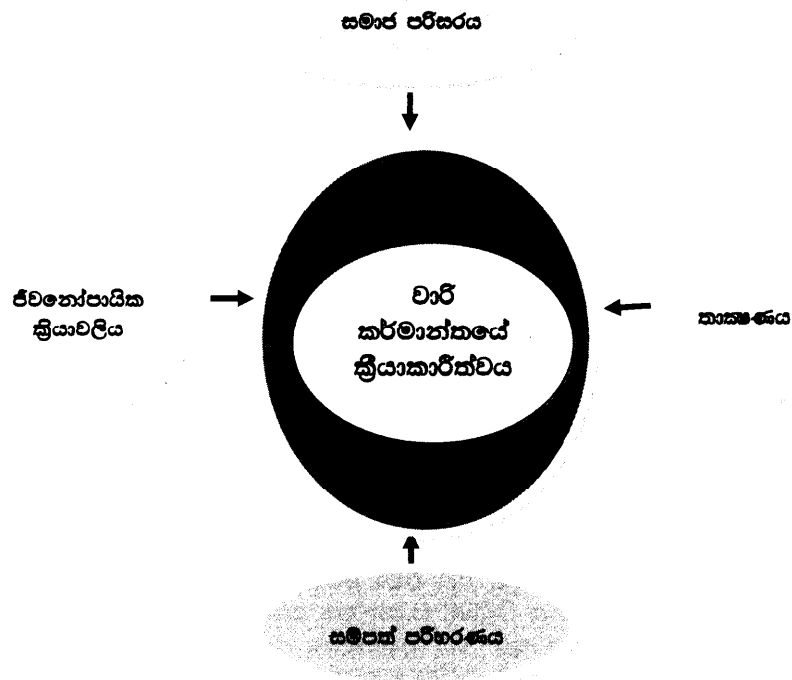 සමාජ පරිසරය
ජීවනෝපායික
ක්‍රියාවලිය
වාරි
කර්මාන්තයේ
ක්‍රියාකාරීත්වය
තාක්‍ෂණය
සම්පත් පරිහරණය